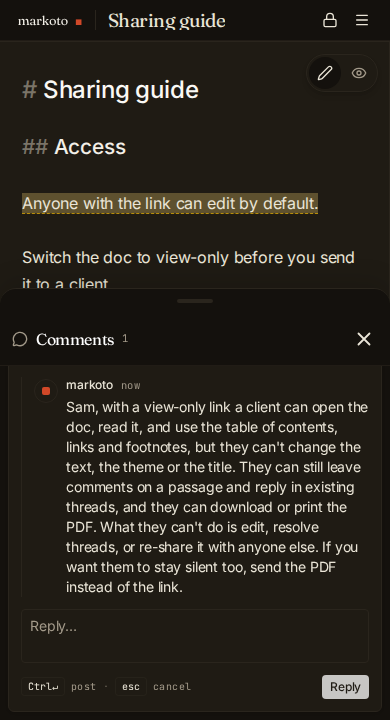 markoto
Sharing guide
# Sharing guide
## Access
Anyone with the link can edit by default.
Switch the doc to view-only before you send
it to a client
Comments 1
markoto now
Sam, with a view-only link a client can open the
doc, read it, and use the table of contents,
links and footnotes, but they can't change the
text, the theme or the title. They can still leave
comments on a passage and reply in existing
threads, and they can download or print the
PDF. What they can't do is edit, resolve
threads, or re-share it with anyone else. If you
want them to stay silent too, send the PDF
instead of the link.
Reply...
Ctrl↵ post · esc cancel
Reply